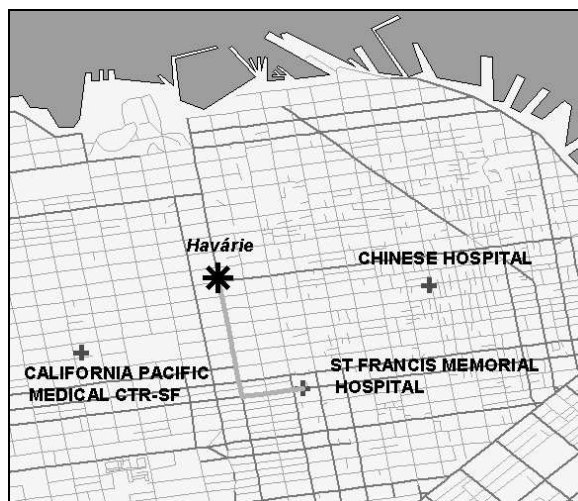 Havárie
CHINESE HOSPITAL
CALIFORNIA PACIFIC
MEDICAL CTR-SF
ST FRANCIS MEMORIAL
HOSPITAL